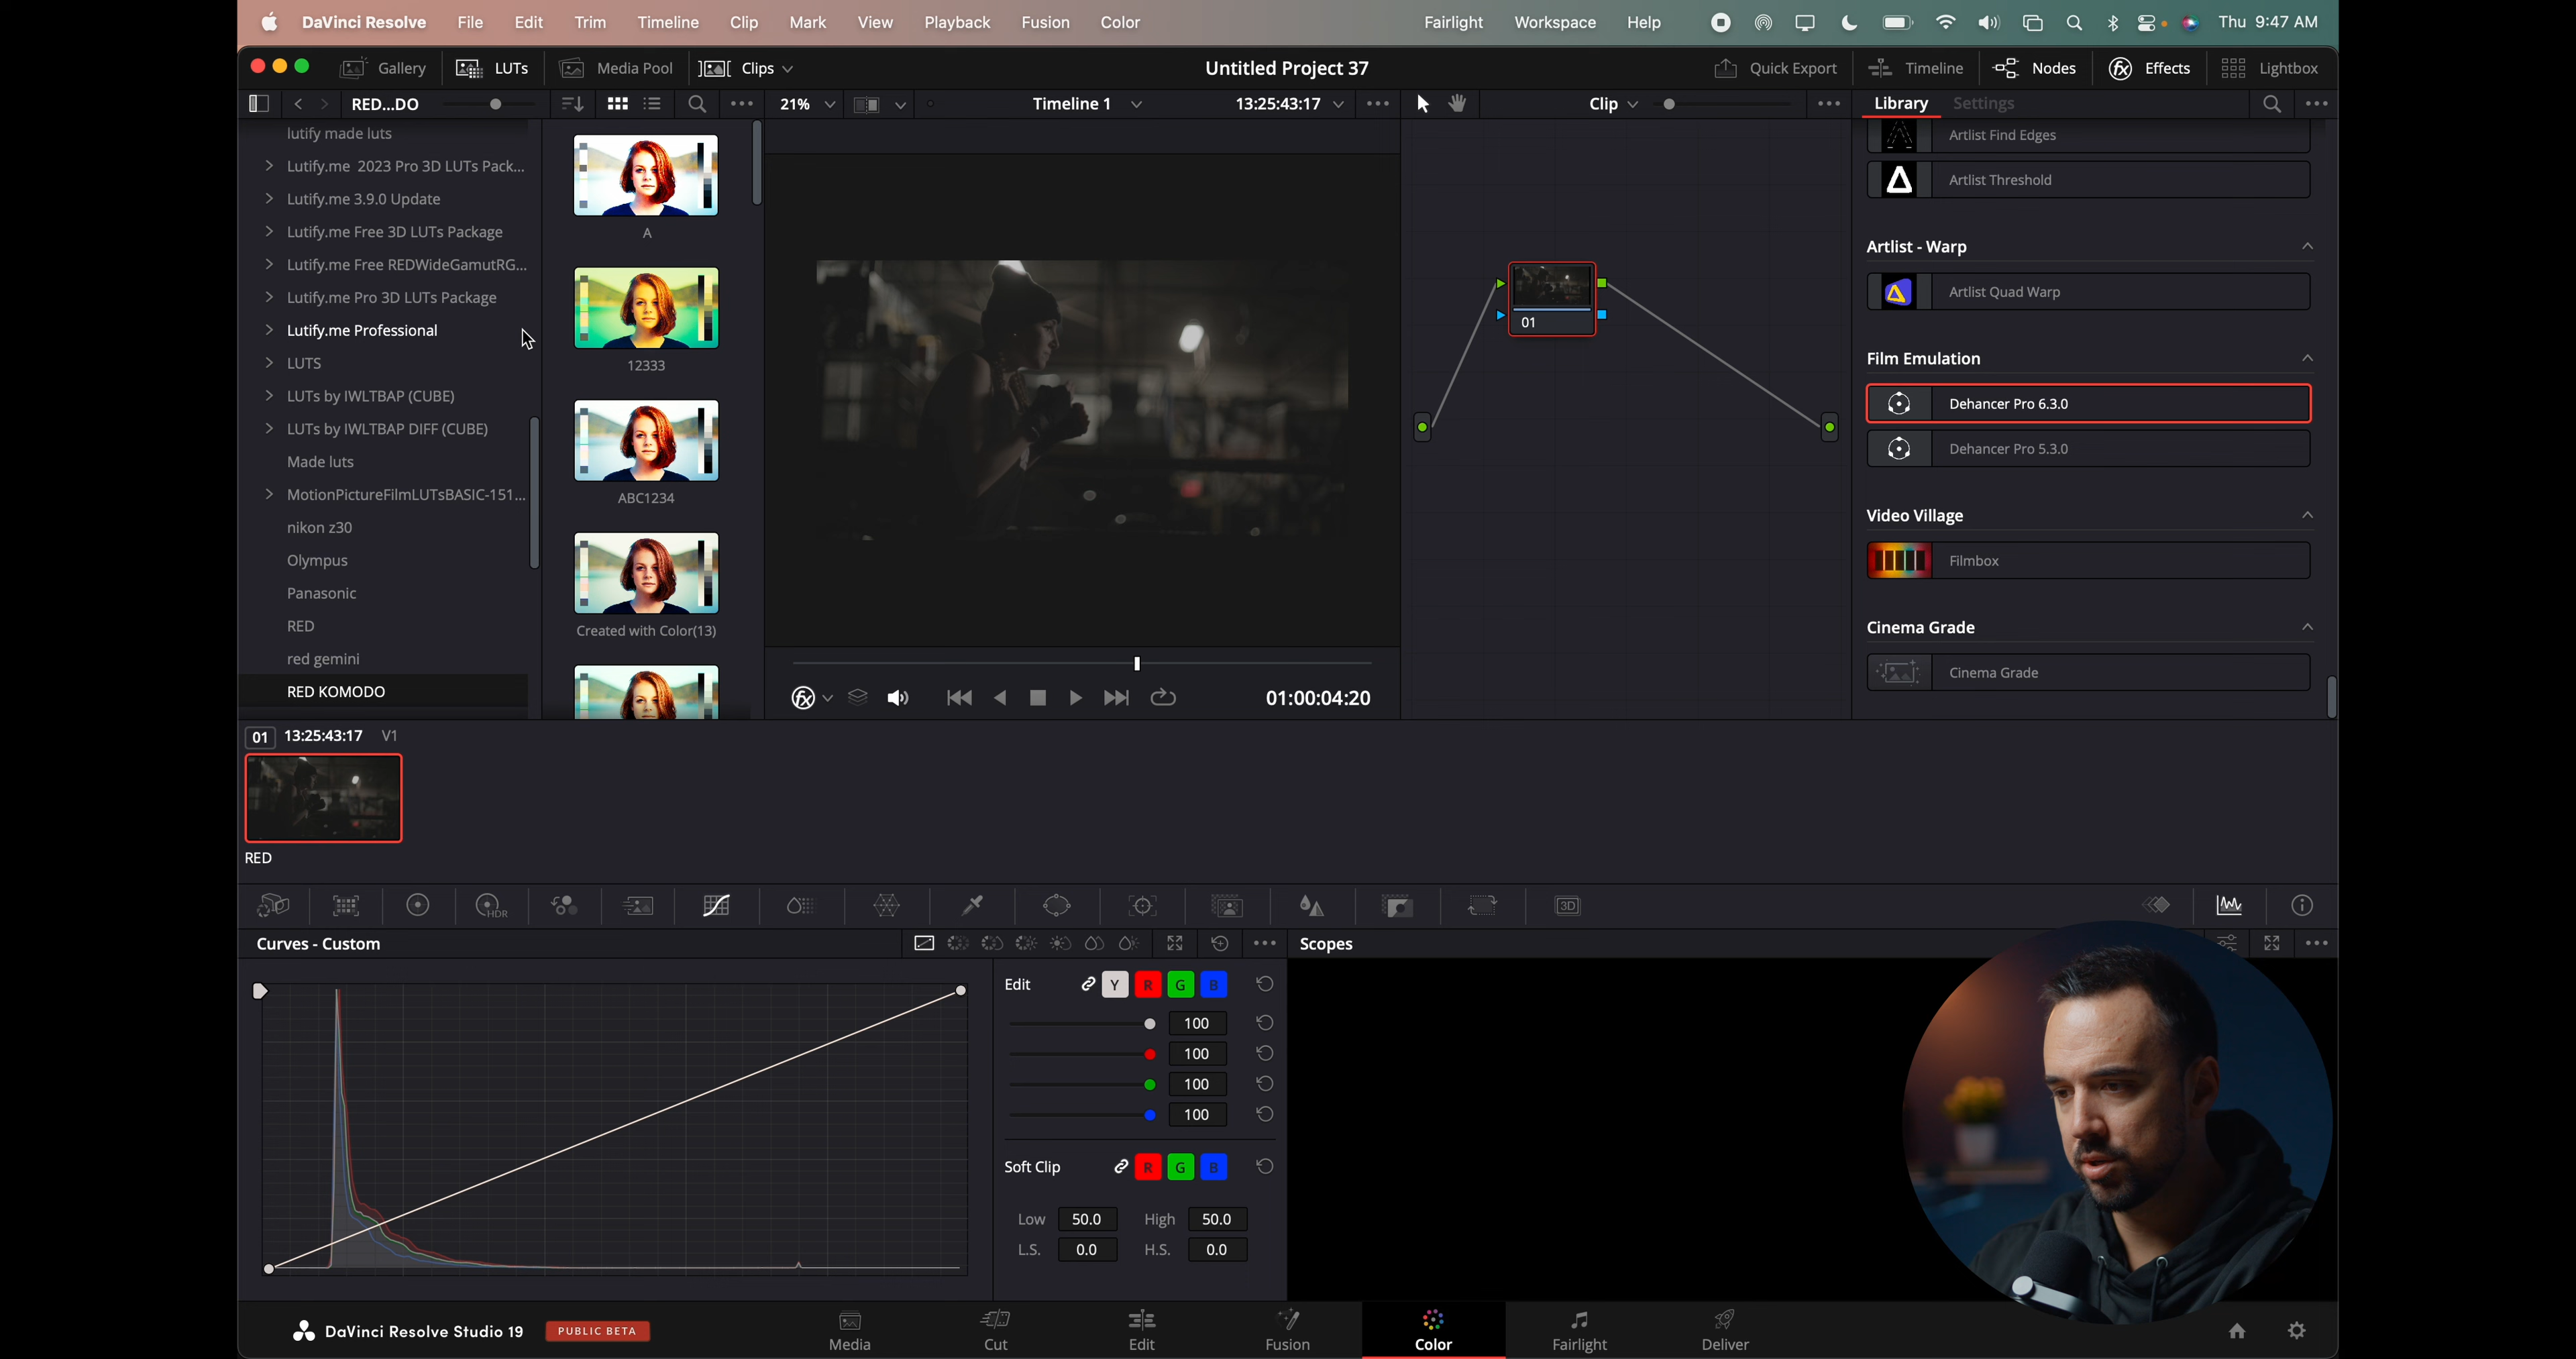 DaVinci Resolve File Edit Trim Timeline Clip Mark View Playback Fusion Color Fairlight Workspace Help Thu 9:47 AM
Gallery LUTs Media Pool Clips Untitled Project 37 Quick Export Timeline Nodes Effects Lightbox
RED...DO 21% Timeline 1 13:25:43:17 Clip Library Settings
lutify made luts
Lutify.me 2023 Pro 3D LUTs Pack...
Lutify.me 3.9.0 Update
Lutify.me Free 3D LUTs Package
Lutify.me Free REDWideGamutRG...
Lutify.me Pro 3D LUTs Package
Lutify.me Professional
LUTS
LUTs by IWLTBAP (CUBE)
LUTs by IWLTBAP DIFF (CUBE)
Made luts
MotionPictureFilmLUTsBASIC-151...
nikon z30
Olympus
Panasonic
RED
red gemini
RED KOMODO
A
12333
ABC1234
Created with Color(13)
01:00:04:20
01
Artlist Find Edges
Artlist Threshold
Artlist - Warp
Artlist Quad Warp
Film Emulation
Dehancer Pro 6.3.0
Dehancer Pro 5.3.0
Video Village
Filmbox
Cinema Grade
Cinema Grade
01 13:25:43:17 V1
RED
HDR
3D
Curves - Custom
Scopes
Edit Y R G B
100
100
100
100
Soft Clip R G B
Low 50.0 High 50.0
L.S. 0.0 H.S. 0.0
DaVinci Resolve Studio 19 PUBLIC BETA
Media Cut Edit Fusion Color Fairlight Deliver